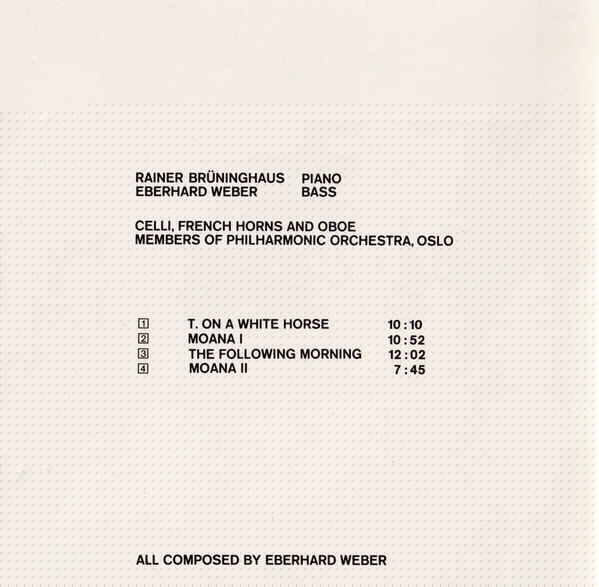 RAINER BRÜNINGHAUS PIANO
EBERHARD WEBER BASS
CELLI, FRENCH HORNS AND OBOE
MEMBERS OF PHILHARMONIC ORCHESTRA, OSLO
1 T. ON A WHITE HORSE 10:10
2 MOANA I 10:52
3 THE FOLLOWING MORNING 12:02
4 MOANA II 7:45
ALL COMPOSED BY EBERHARD WEBER